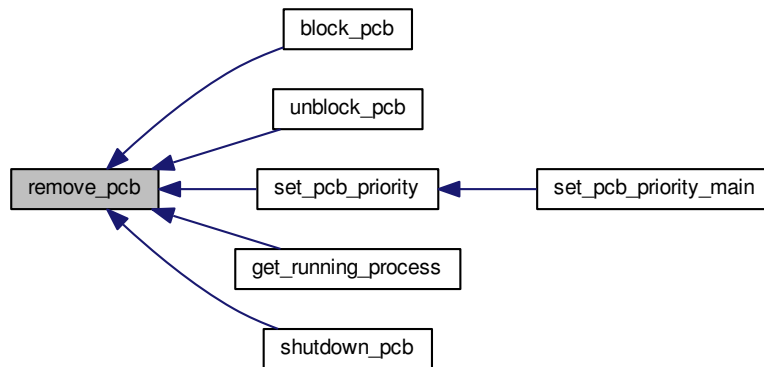 block_pcb
unblock_pcb
remove_pcb
set_pcb_priority
set_pcb_priority_main
get_running_process
shutdown_pcb